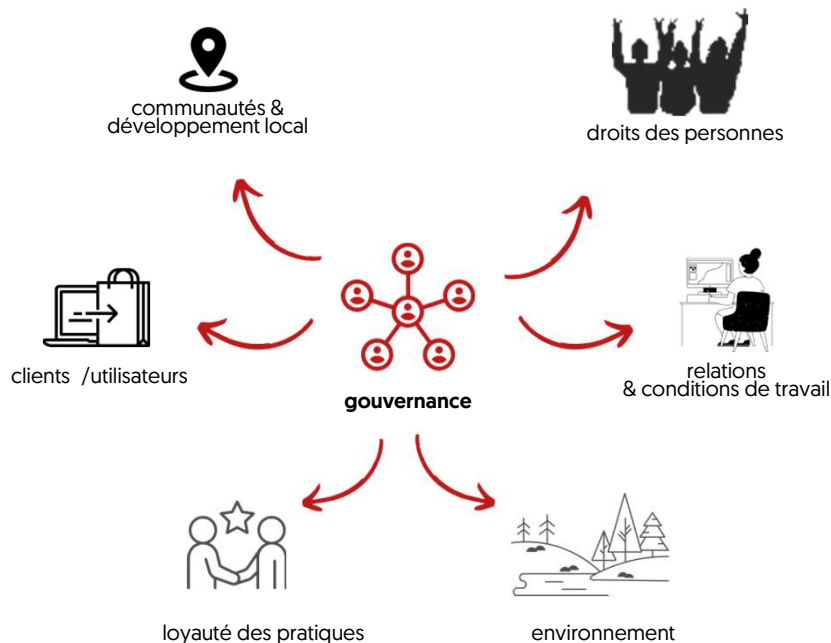 communautés &
développement local
droits des personnes
clients /utilisateurs
relations
& conditions de travail
gouvernance
loyauté des pratiques
environnement